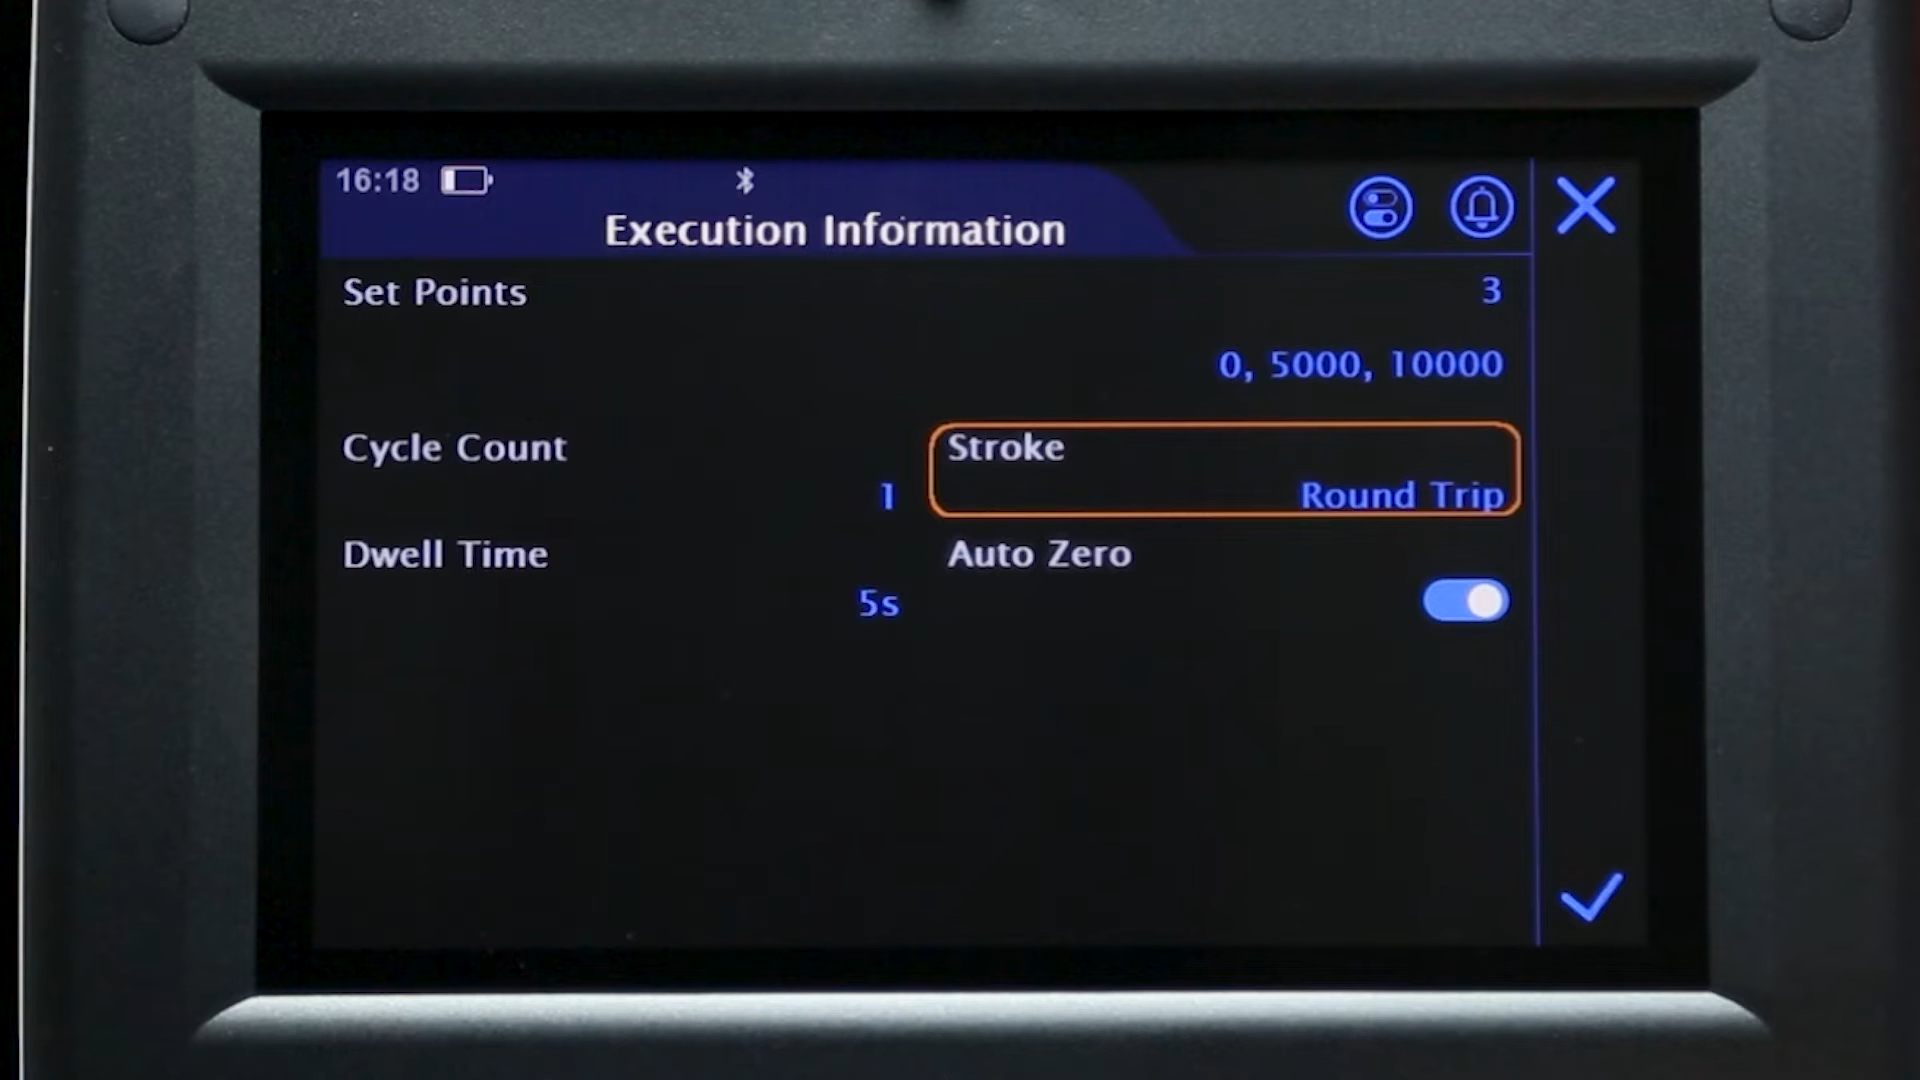 16:18
Execution Information
Set Points
3
0, 5000, 10000
Cycle Count
1
Stroke
Round Trip
Dwell Time
5s
Auto Zero